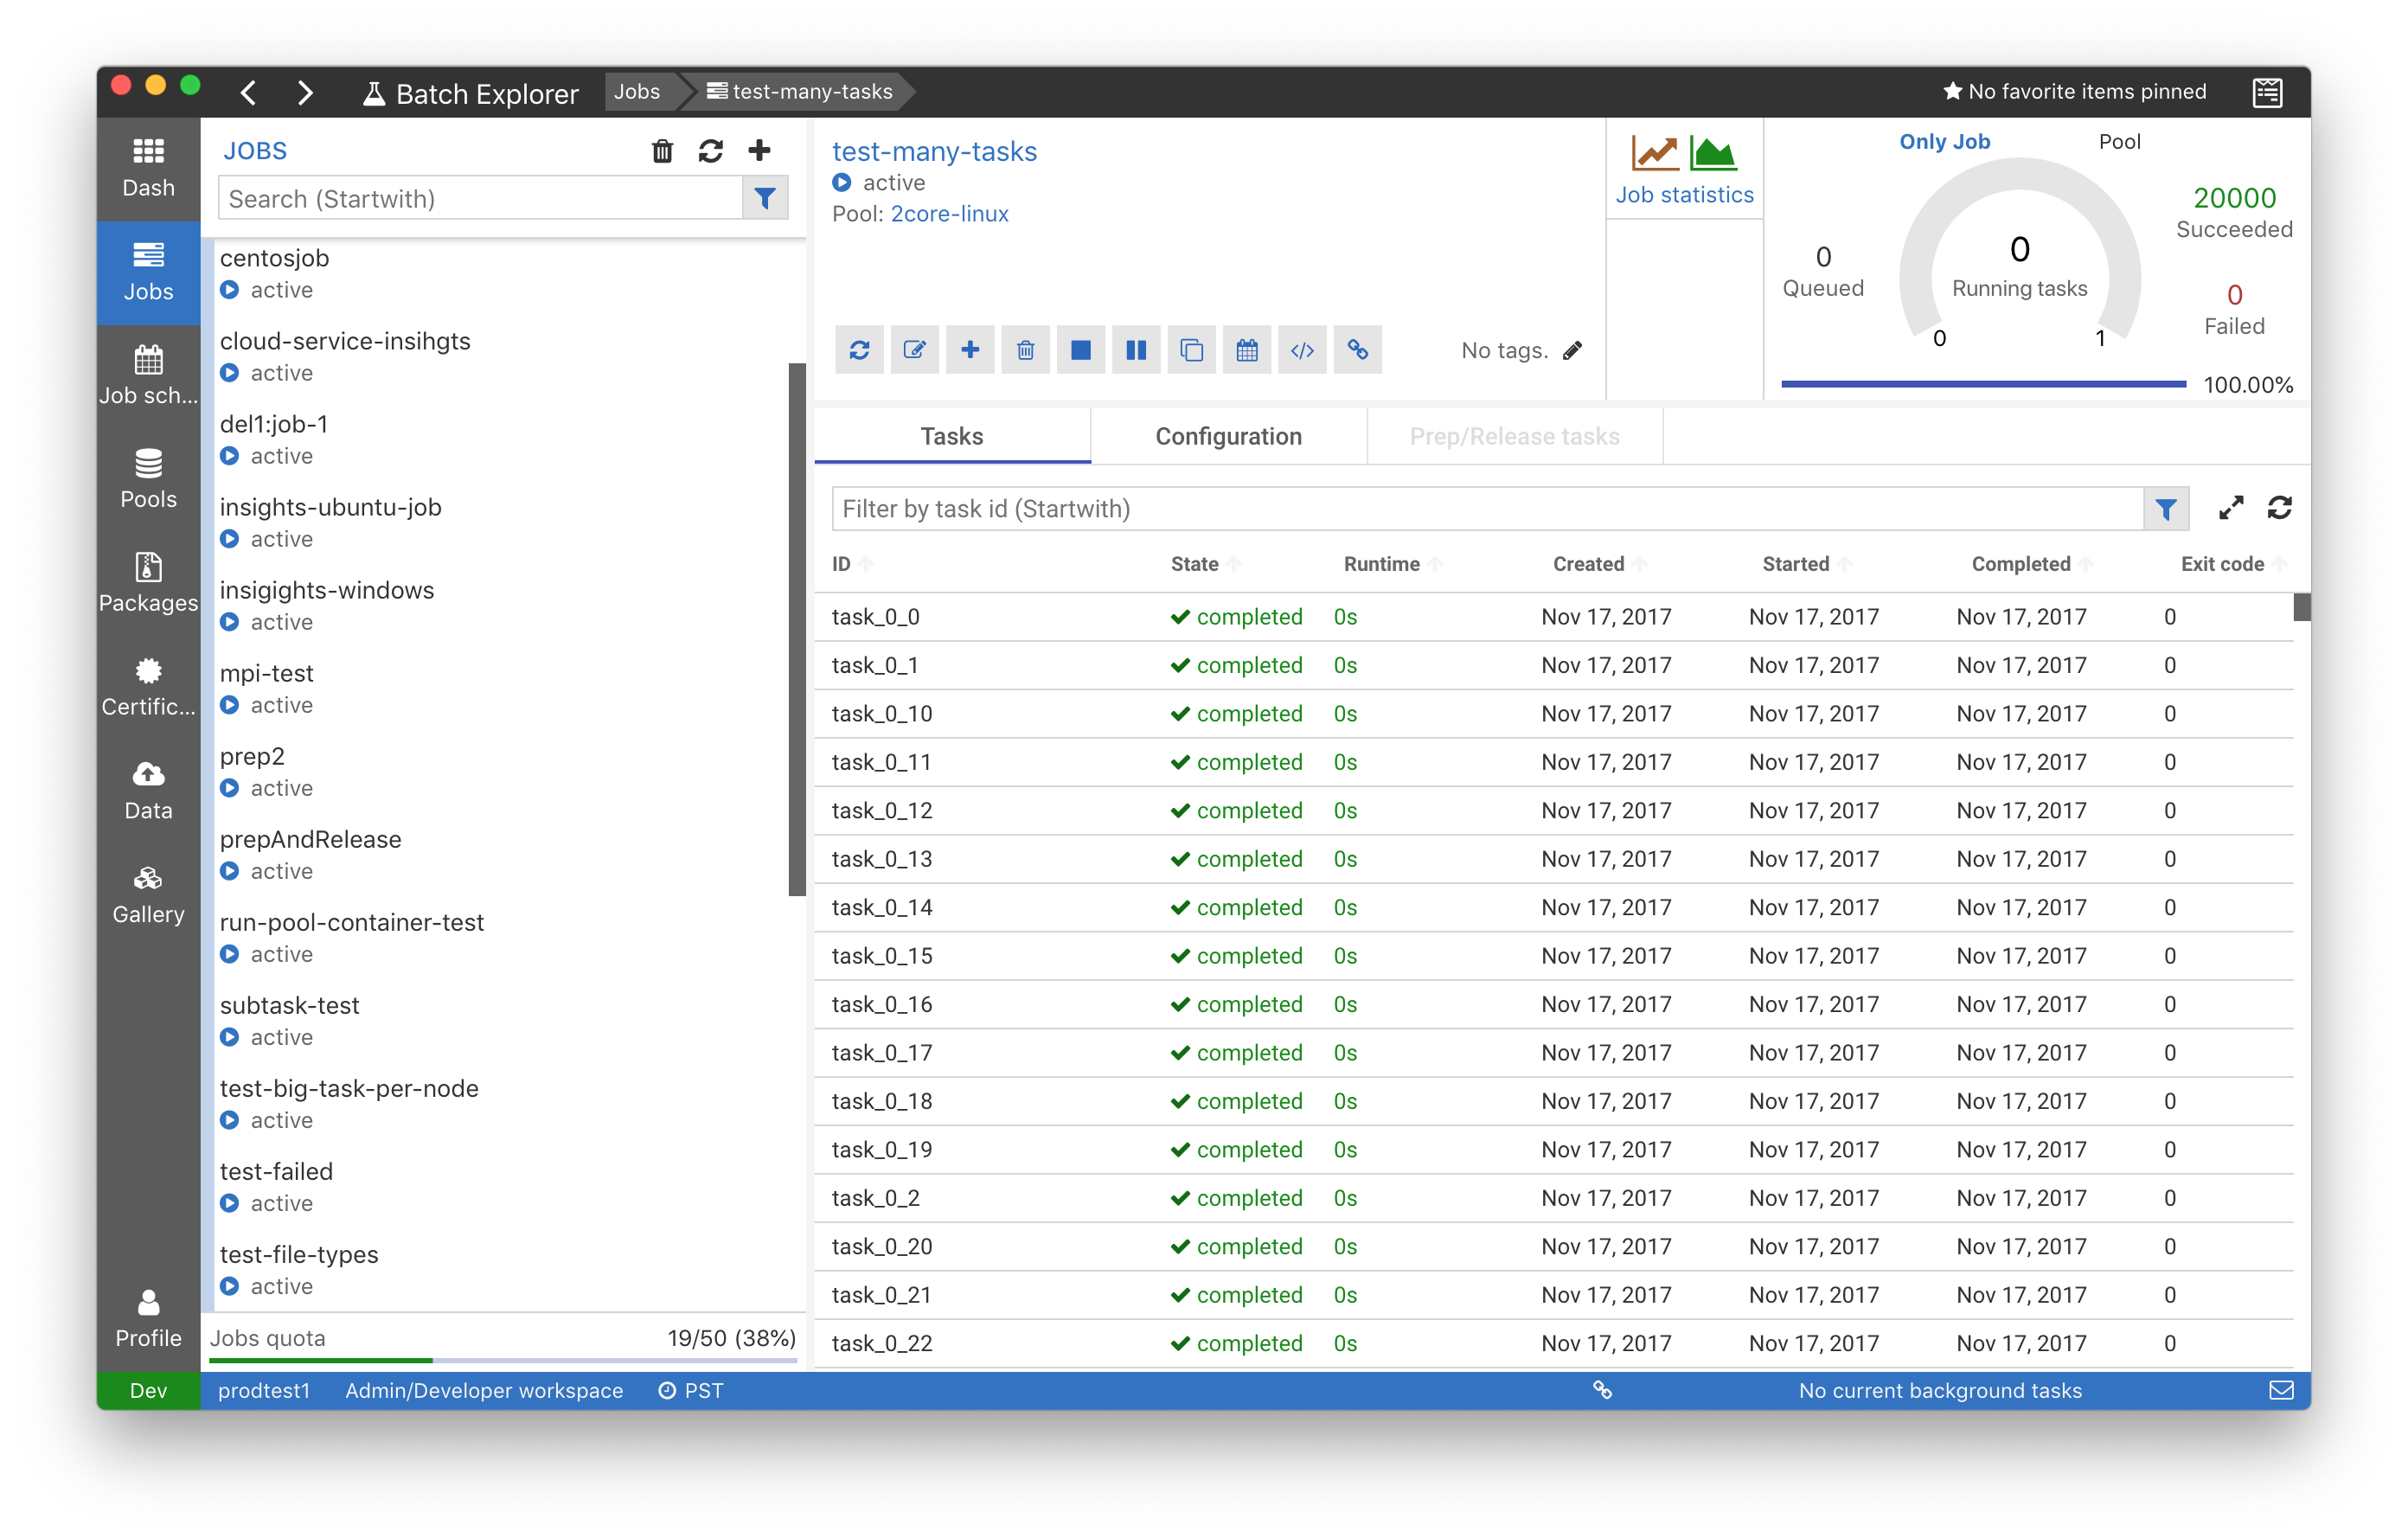 Batch Explorer Jobs test-many-tasks No favorite items pinned
Dash
Jobs
Job sch...
Pools
Packages
Certific...
Data
Gallery
Profile
JOBS
Search (Startwith)
centosjob
active
cloud-service-insihgts
active
del1:job-1
active
insights-ubuntu-job
active
insigights-windows
active
mpi-test
active
prep2
active
prepAndRelease
active
run-pool-container-test
active
subtask-test
active
test-big-task-per-node
active
test-failed
active
test-file-types
active
Jobs quota 19/50 (38%)
test-many-tasks
active
Pool: 2core-linux
No tags.
Job statistics
Only Job Pool
0
Queued
0
Running tasks
0 1
20000
Succeeded
0
Failed
100.00%
Tasks Configuration Prep/Release tasks
Filter by task id (Startwith)
ID State Runtime Created Started Completed Exit code
task_0_0 completed 0s Nov 17, 2017 Nov 17, 2017 Nov 17, 2017 0
task_0_1 completed 0s Nov 17, 2017 Nov 17, 2017 Nov 17, 2017 0
task_0_10 completed 0s Nov 17, 2017 Nov 17, 2017 Nov 17, 2017 0
task_0_11 completed 0s Nov 17, 2017 Nov 17, 2017 Nov 17, 2017 0
task_0_12 completed 0s Nov 17, 2017 Nov 17, 2017 Nov 17, 2017 0
task_0_13 completed 0s Nov 17, 2017 Nov 17, 2017 Nov 17, 2017 0
task_0_14 completed 0s Nov 17, 2017 Nov 17, 2017 Nov 17, 2017 0
task_0_15 completed 0s Nov 17, 2017 Nov 17, 2017 Nov 17, 2017 0
task_0_16 completed 0s Nov 17, 2017 Nov 17, 2017 Nov 17, 2017 0
task_0_17 completed 0s Nov 17, 2017 Nov 17, 2017 Nov 17, 2017 0
task_0_18 completed 0s Nov 17, 2017 Nov 17, 2017 Nov 17, 2017 0
task_0_19 completed 0s Nov 17, 2017 Nov 17, 2017 Nov 17, 2017 0
task_0_2 completed 0s Nov 17, 2017 Nov 17, 2017 Nov 17, 2017 0
task_0_20 completed 0s Nov 17, 2017 Nov 17, 2017 Nov 17, 2017 0
task_0_21 completed 0s Nov 17, 2017 Nov 17, 2017 Nov 17, 2017 0
task_0_22 completed 0s Nov 17, 2017 Nov 17, 2017 Nov 17, 2017 0
Dev prodtest1 Admin/Developer workspace PST No current background tasks